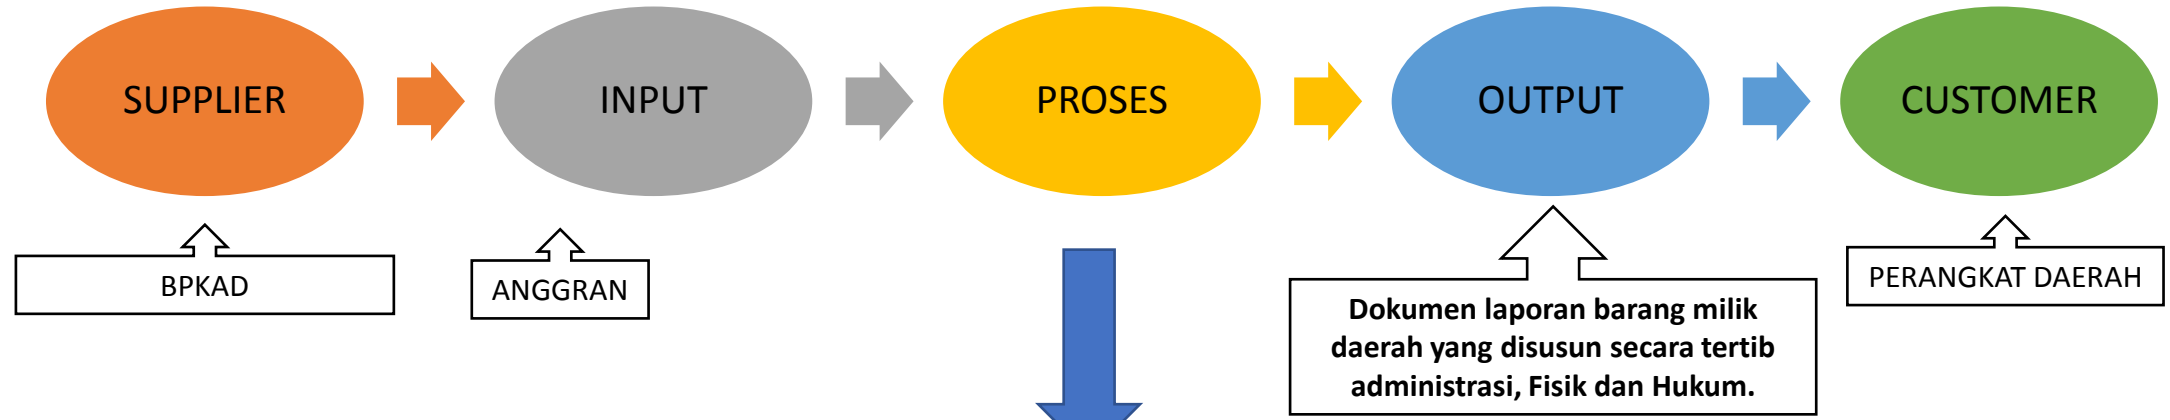 SUPPLIER
INPUT
PROSES
OUTPUT
CUSTOMER
BPKAD
ANGGRAN
Dokumen laporan barang milik
daerah yang disusun secara tertib
administrasi, Fisik dan Hukum.
PERANGKAT DAERAH